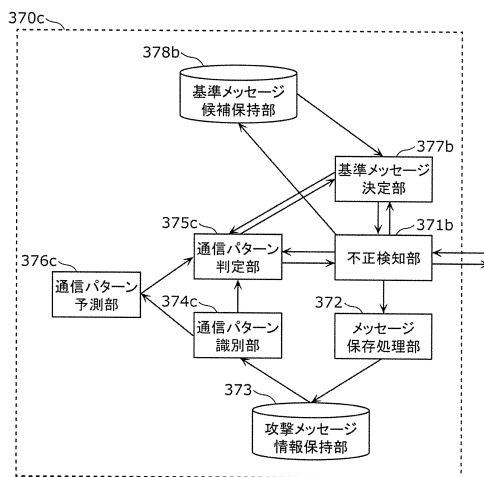 370c
378b
基準メッセージ
候補保持部
377b
基準メッセージ
決定部
375c
通信パターン
判定部
371b
不正検知部
376c
通信パターン
予測部
374c
通信パターン
識別部
372
メッセージ
保存処理部
373
攻撃メッセージ
情報保持部